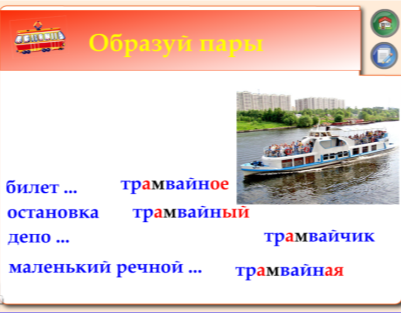 Образуй пары
билет ... трамвайное
остановка трамвайный
депо ... трамвайчик
маленький речной ... трамвайная